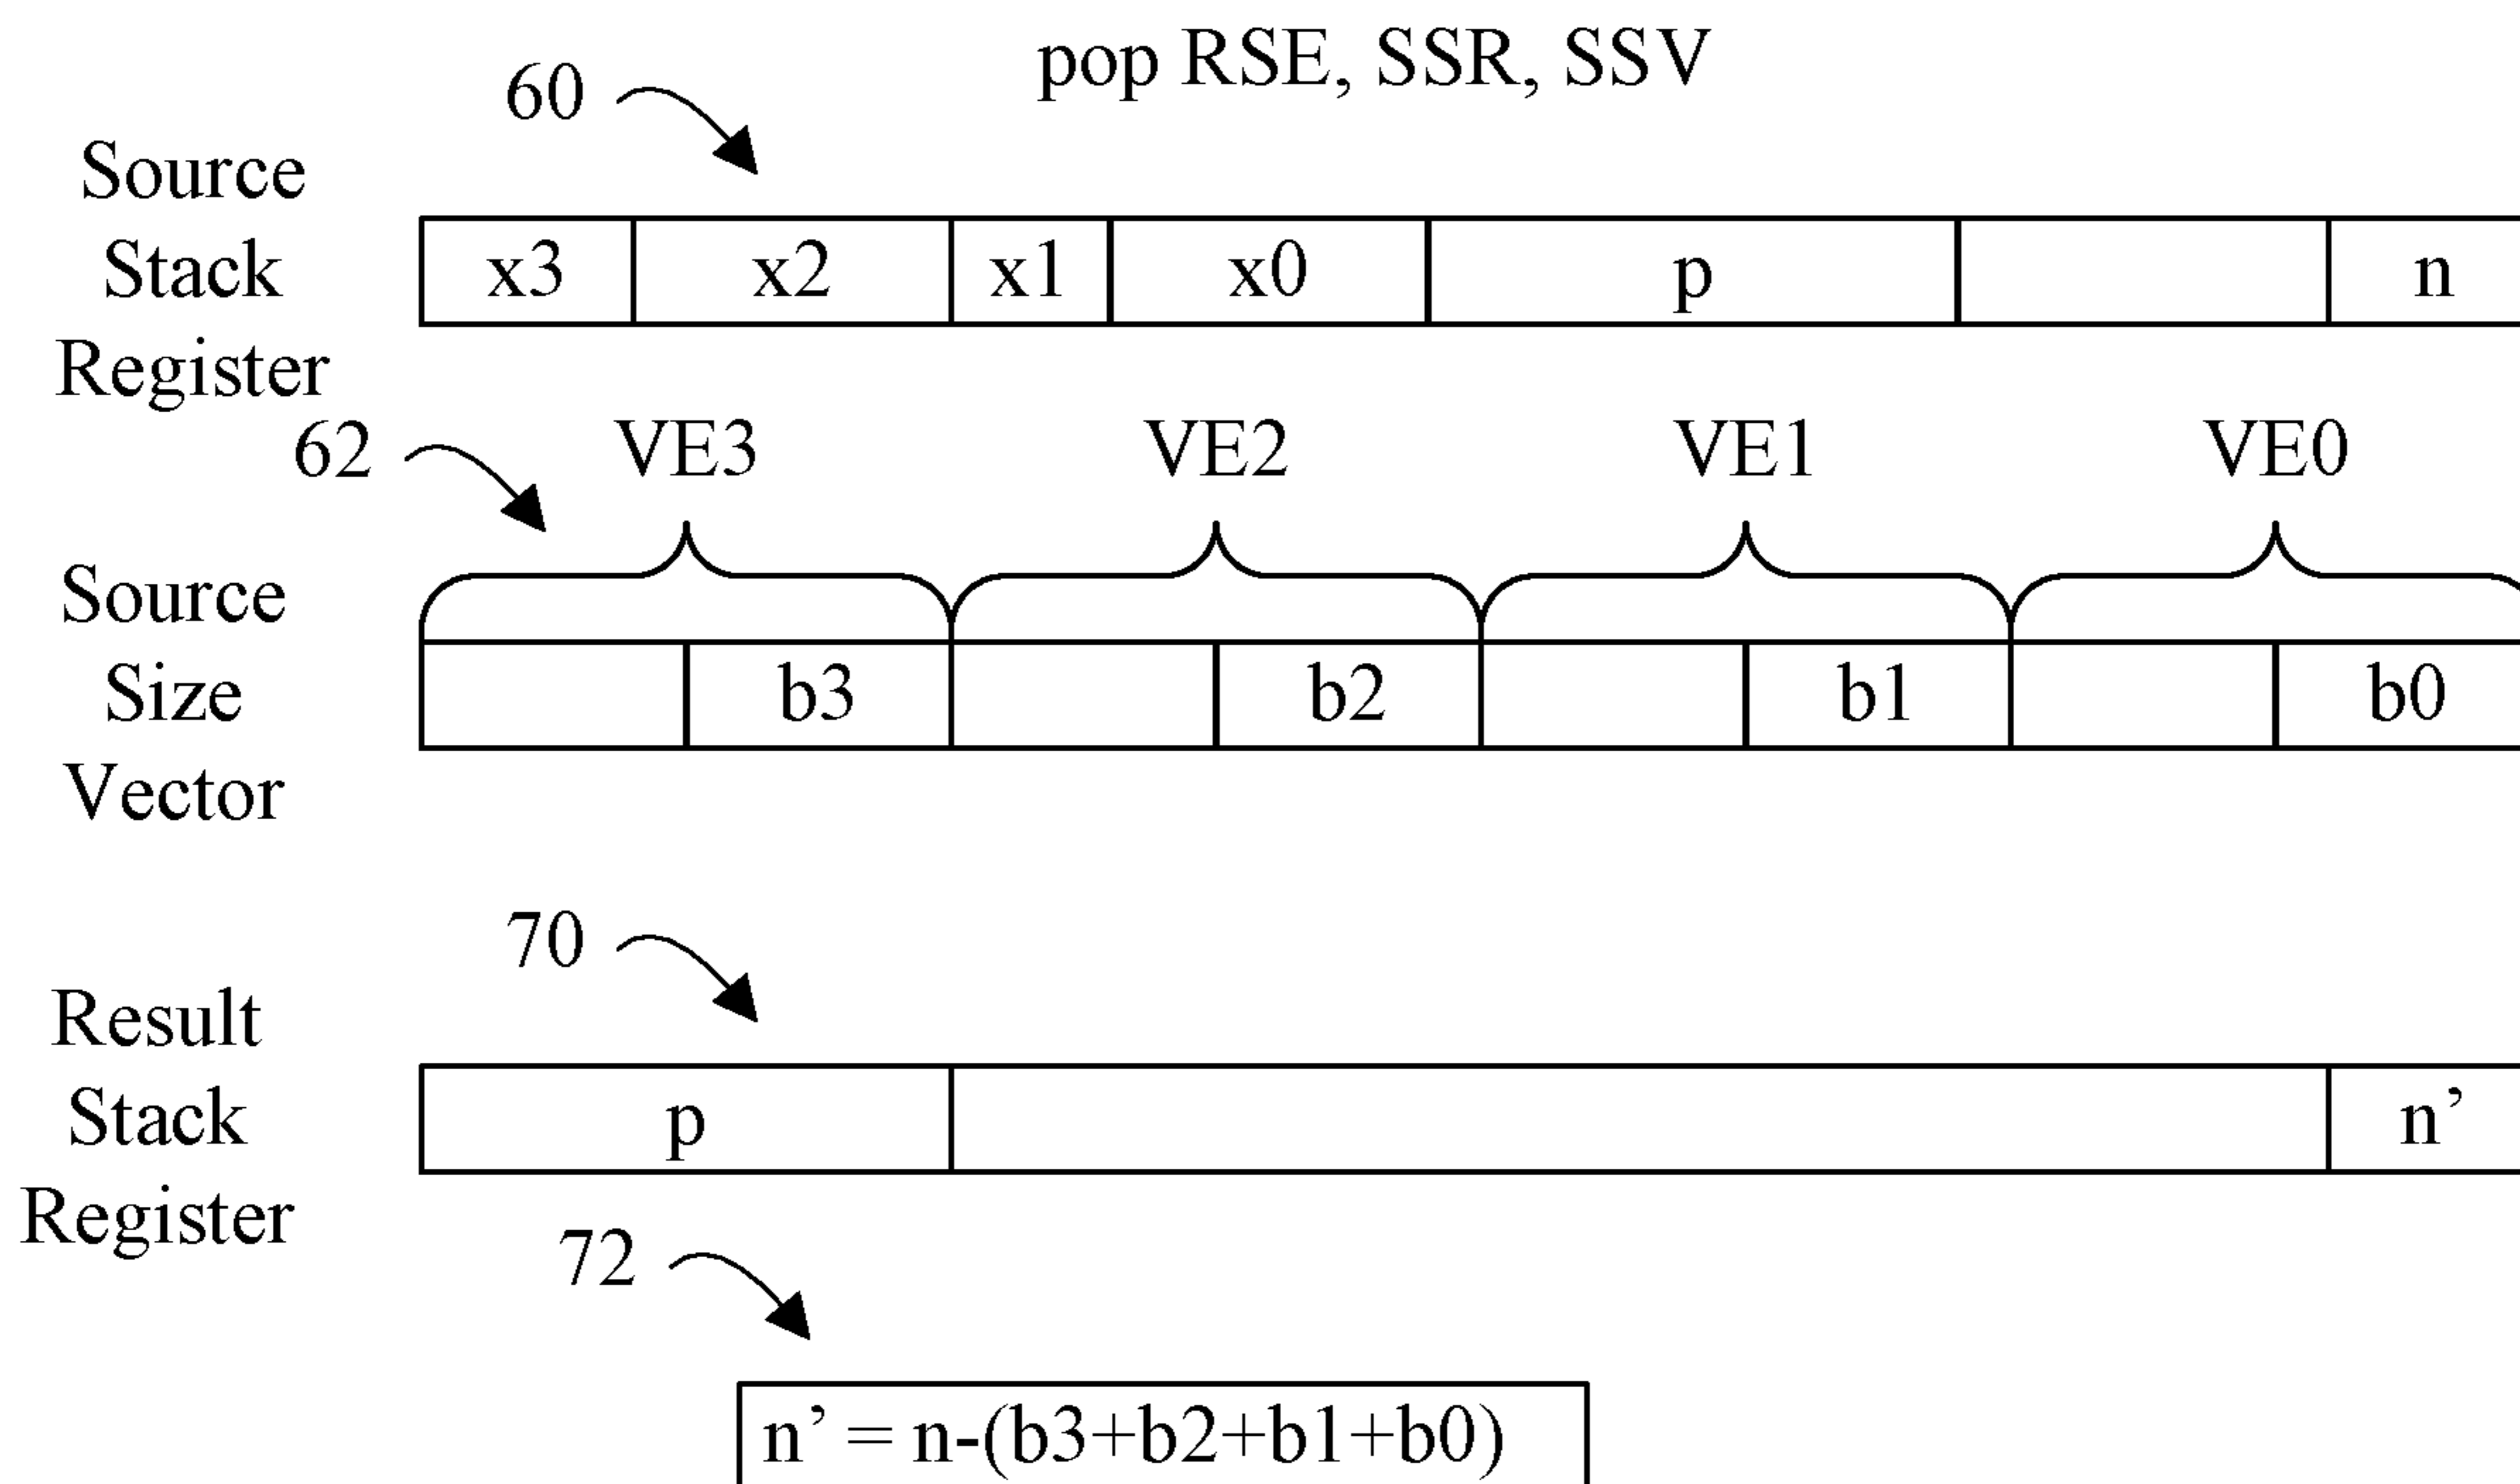 pop RSE, SSR, SSV
60
Source
Stack
Register
x3 x2 x1 x0 p n
62
VE3 VE2 VE1 VE0
Source
Size
Vector
b3 b2 b1 b0
70
Result
Stack
Register
p n’
72
n’ = n-(b3+b2+b1+b0)